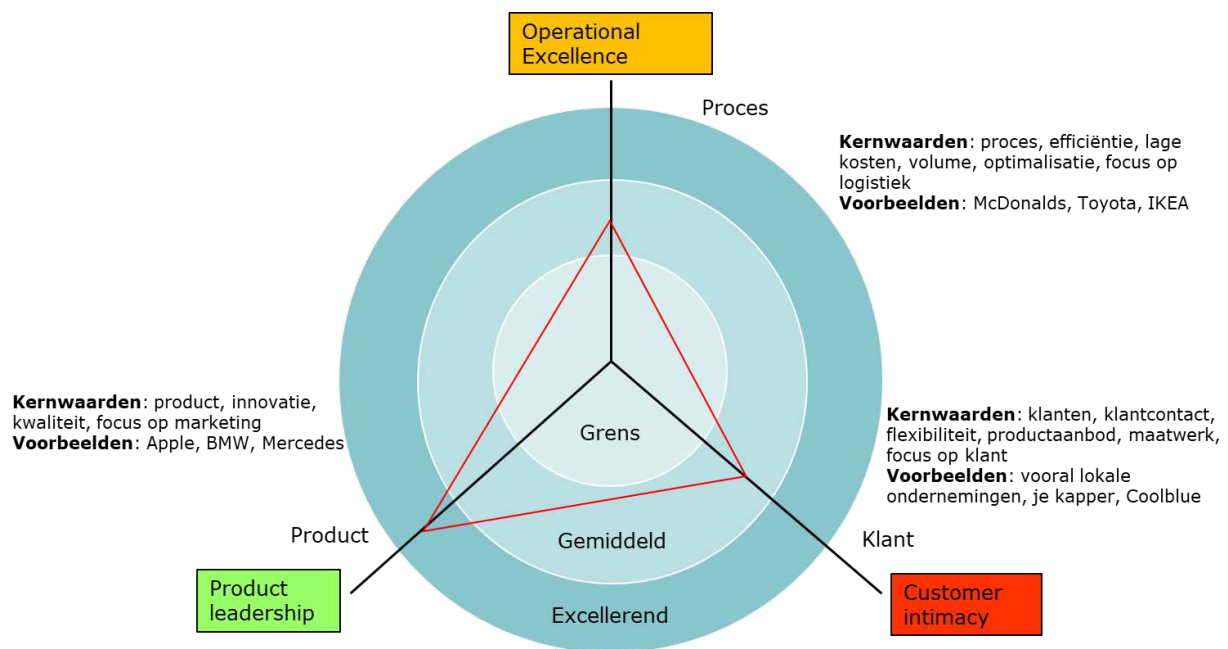 Operational
Excellence
Proces
Kernwaarden: proces, efficiëntie, lage
kosten, volume, optimalisatie, focus op
logistiek
Voorbeelden: McDonalds, Toyota, IKEA
Kernwaarden: product, innovatie,
kwaliteit, focus op marketing
Voorbeelden: Apple, BMW, Mercedes
Grens
Kernwaarden: klanten, klantcontact,
flexibiliteit, productaanbod, maatwerk,
focus op klant
Voorbeelden: vooral lokale
ondernemingen, je kapper, Coolblue
Product
Gemiddeld
Klant
Product
leadership
Excellerend
Customer
intimacy